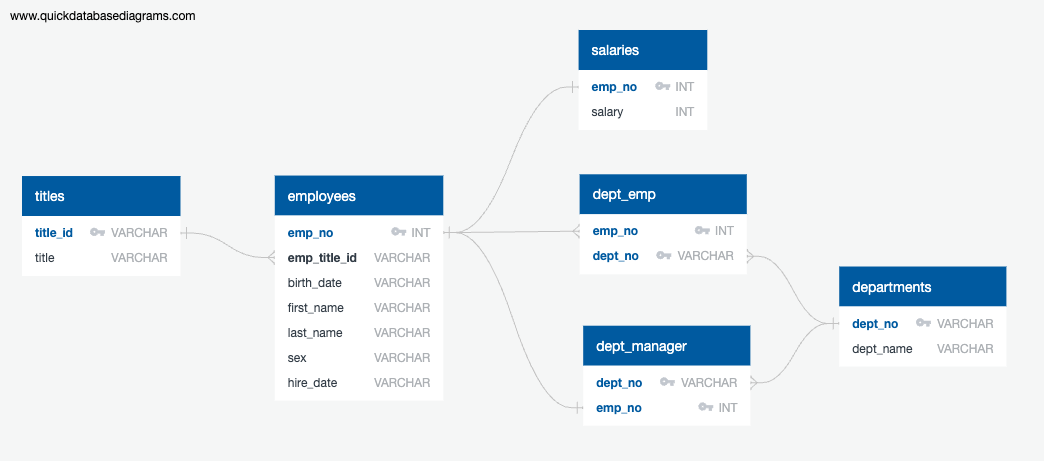 www.quickdatabasediagrams.com
titles
title_id VARCHAR
title VARCHAR
employees
emp_no INT
emp_title_id VARCHAR
birth_date VARCHAR
first_name VARCHAR
last_name VARCHAR
sex VARCHAR
hire_date VARCHAR
salaries
emp_no INT
salary INT
dept_emp
emp_no INT
dept_no VARCHAR
dept_manager
dept_no VARCHAR
emp_no INT
departments
dept_no VARCHAR
dept_name VARCHAR